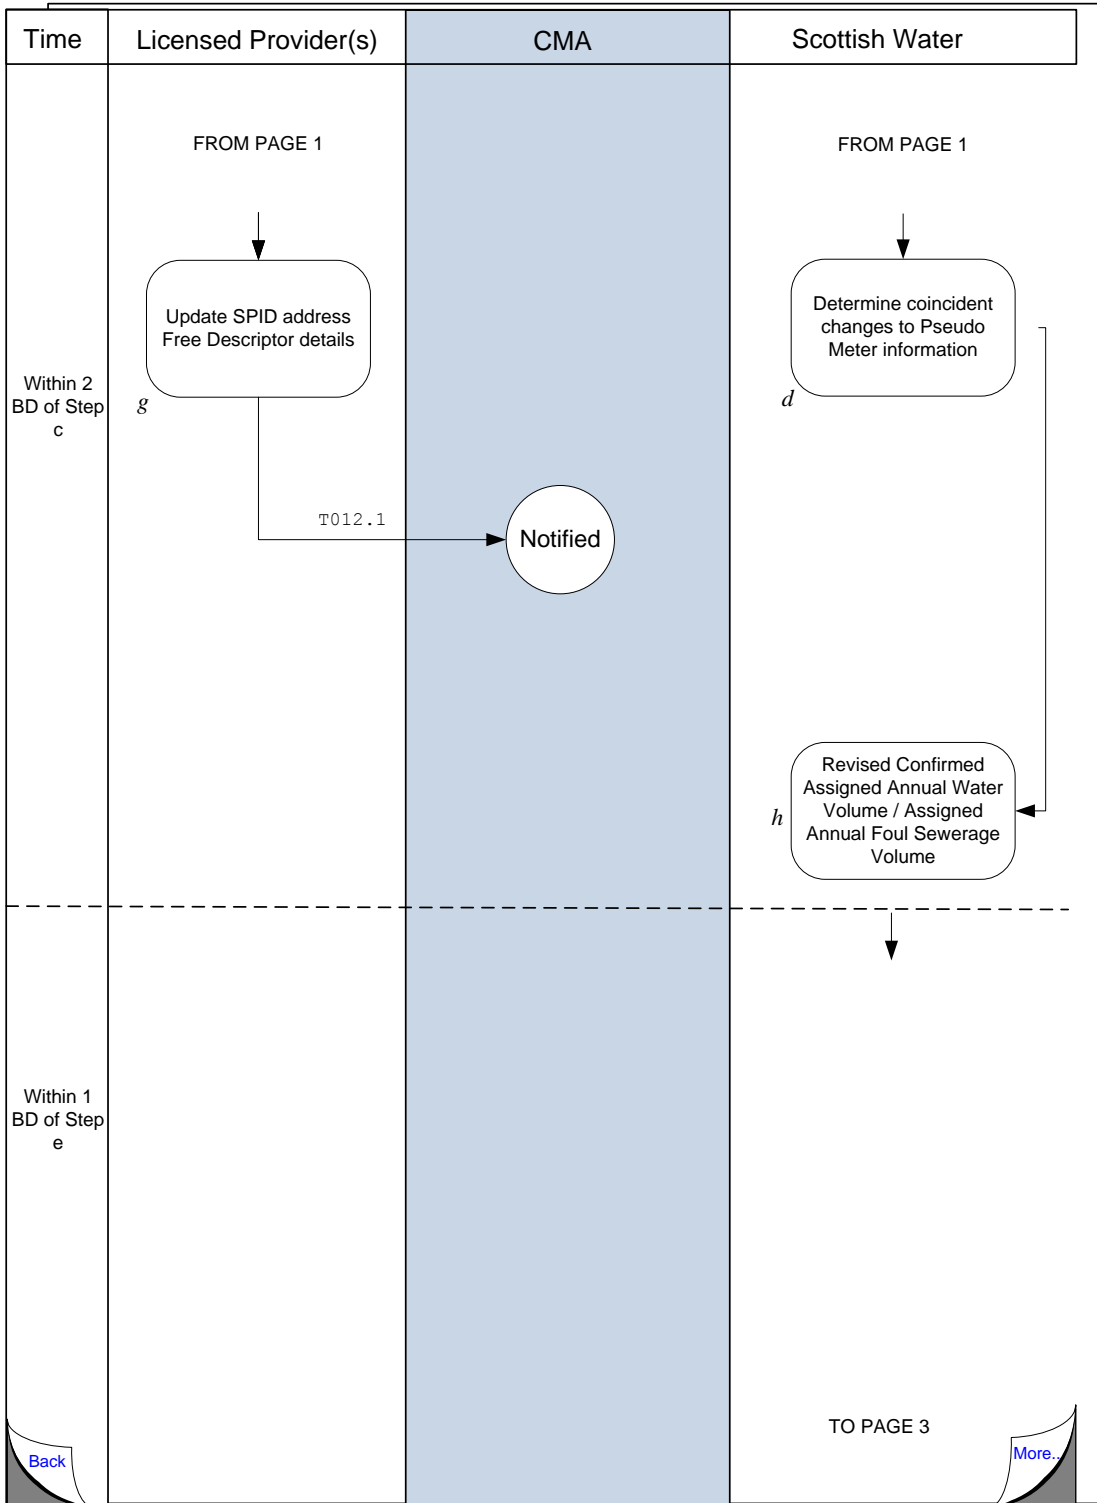 Time
Licensed Provider(s)
CMA
Scottish Water
FROM PAGE 1
FROM PAGE 1
Update SPID address
Free Descriptor details
g
Determine coincident
changes to Pseudo
Meter information
d
Within 2
BD of Step
c
T012.1
Notified
Revised Confirmed
Assigned Annual Water
Volume / Assigned
Annual Foul Sewerage
Volume
h
Within 1
BD of Step
e
TO PAGE 3
Back
More..